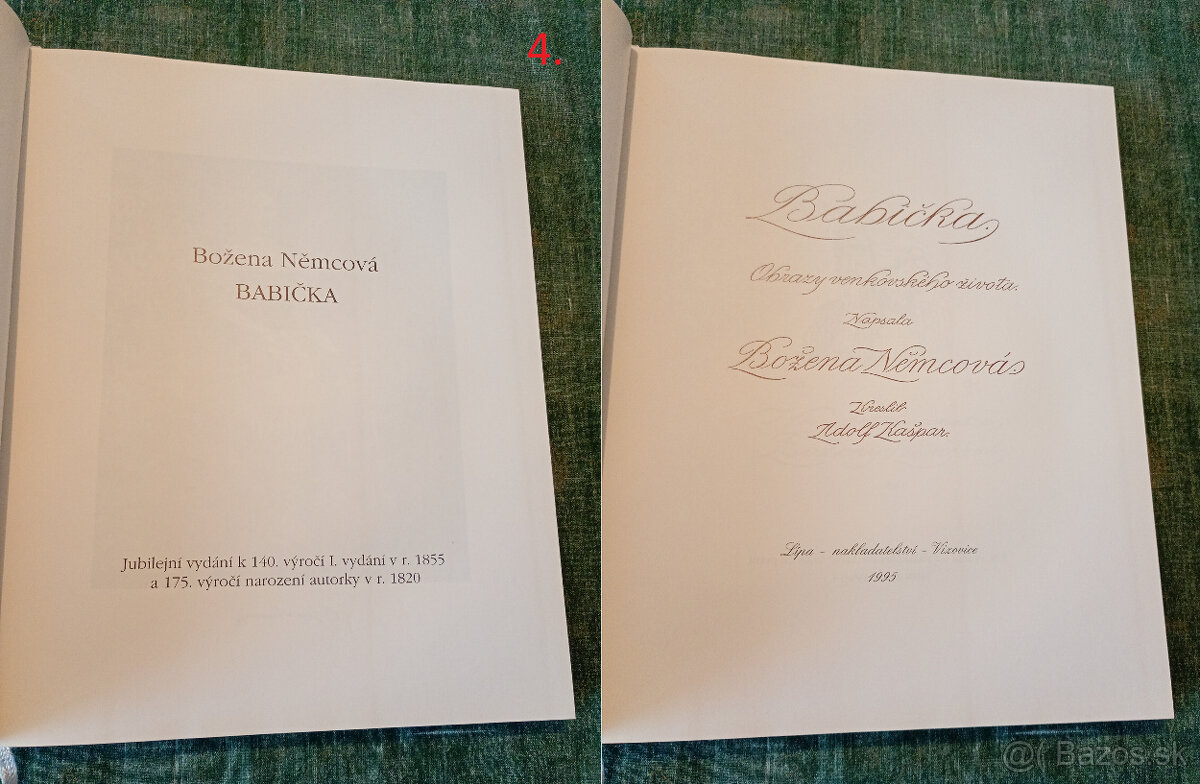 4.
Božena Němcová
BABIČKA
Jubilejní vydání k 140. výročí I. vydání v r. 1855
a 175. výročí narození autorky v r. 1820
Babička.
Obrazy venkovského života.
Napsala
Božena Němcová
Kreslil
Adolf Kašpar.
Lípa - nakladatelství - Vizovice
1995
@( Bazos.sk